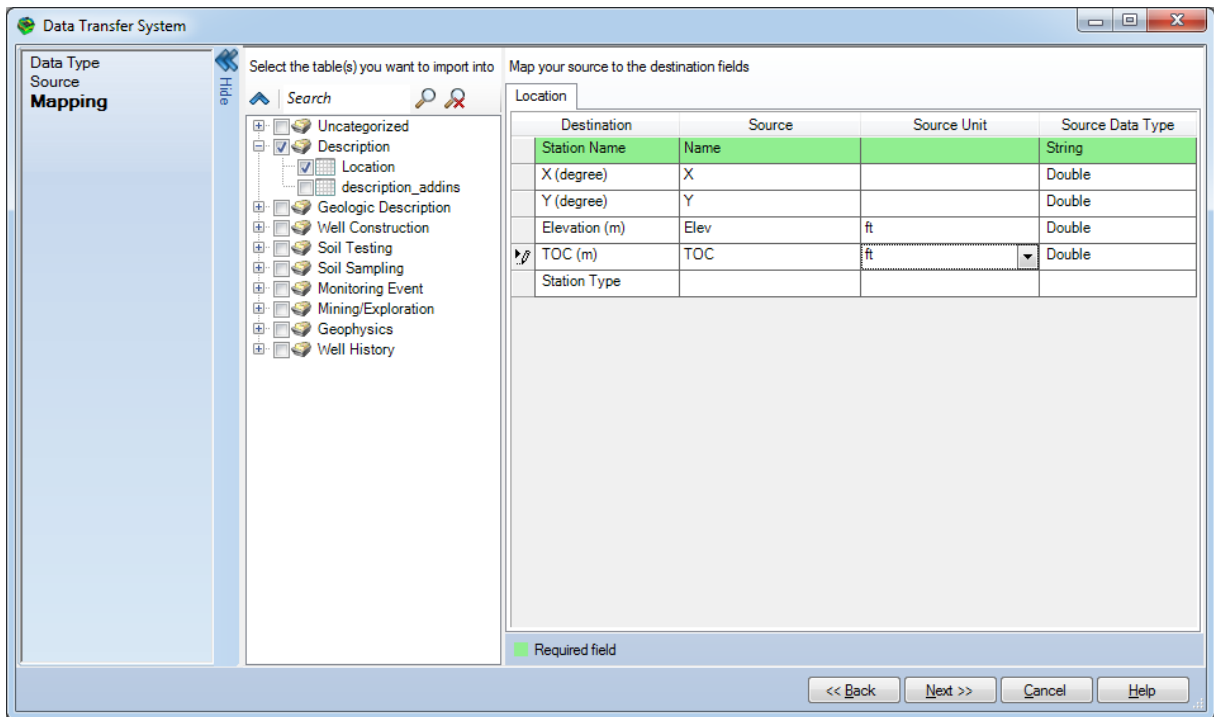 Data Transfer System
Data Type
Source
Mapping
Hide
Select the table(s) you want to import into
Search
Uncategorized
Description
Location
description_addins
Geologic Description
Well Construction
Soil Testing
Soil Sampling
Monitoring Event
Mining/Exploration
Geophysics
Well History
Map your source to the destination fields
Location
Destination Source Source Unit Source Data Type
Station Name Name String
X (degree) X Double
Y (degree) Y Double
Elevation (m) Elev ft Double
TOC (m) TOC ft Double
Station Type
Required field
<< Back Next >> Cancel Help